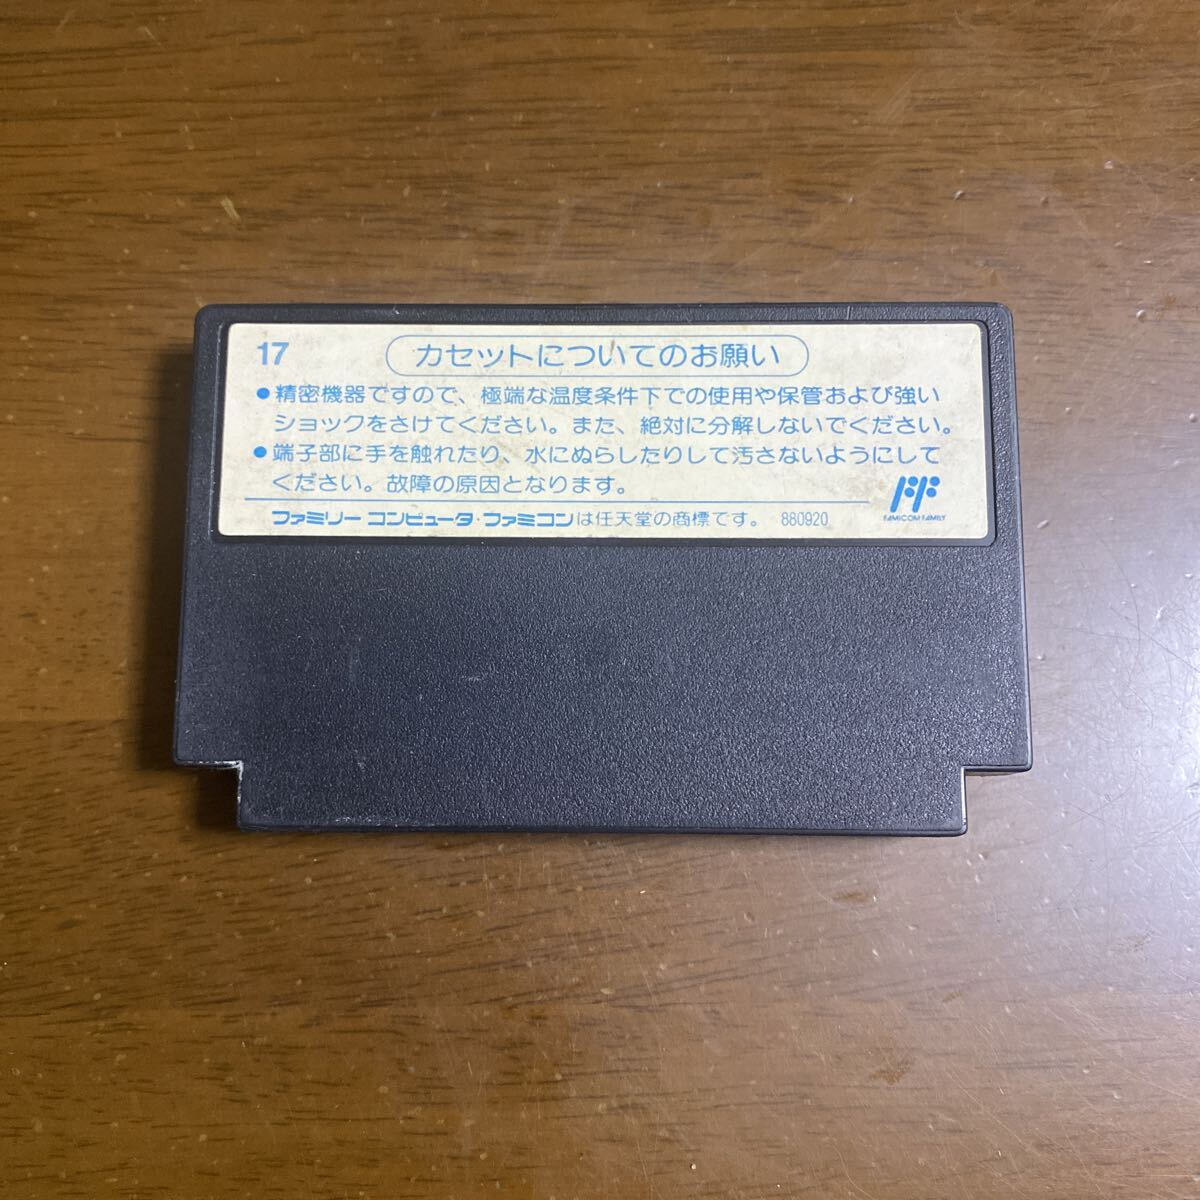 17
カセットについてのお願い
●精密機器ですので、極端な温度条件下での使用や保管および強い
ショックをさけてください。また、絶対に分解しないでください。
●端子部に手を触れたり、水にぬらしたりして汚さないようにして
ください。故障の原因となります。
FAMICOM FAMILY
ファミリー コンピュータ・ファミコンは任天堂の商標です。 880920